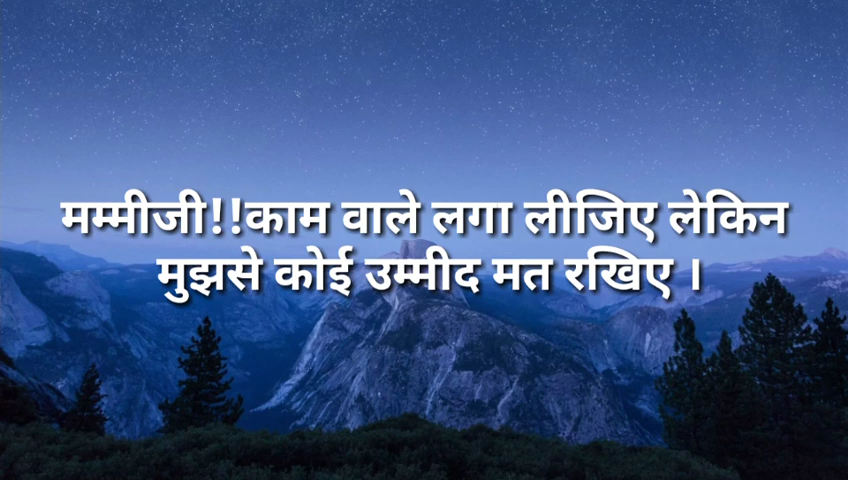 मम्मीजी!!काम वाले लगा लीजिए लेकिन
मुझसे कोई उम्मीद मत रखिए ।